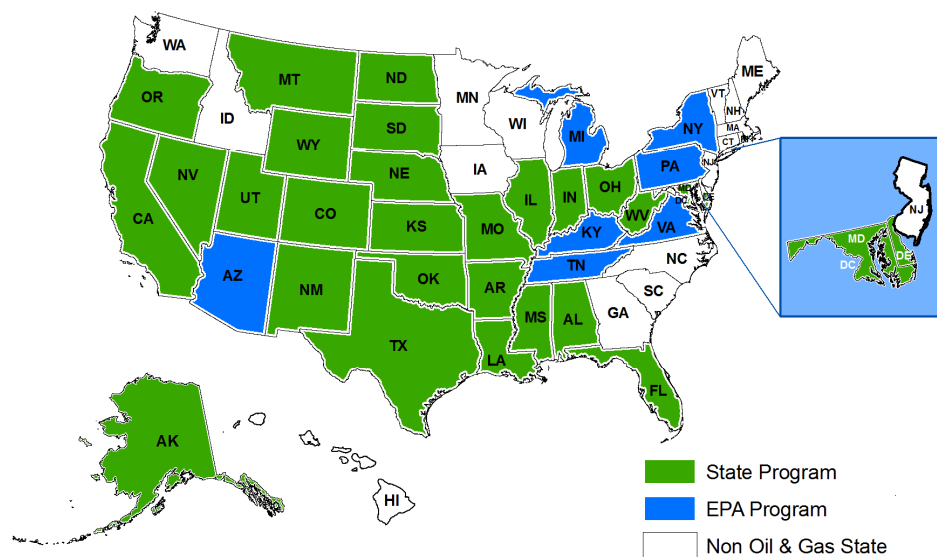 WA
MT
ND
MN
ME
VT
NH
OR
ID
SD
WI
MI
NY
MA
CT
WY
IA
PA
NJ
NE
NV
UT
IL
IN
OH
MD
DE
DC
WV
CA
CO
KS
MO
KY
VA
AZ
NM
OK
AR
TN
NC
SC
MS
AL
GA
TX
LA
FL
NJ
MD
DE
DC
AK
HI
State Program
EPA Program
Non Oil & Gas State